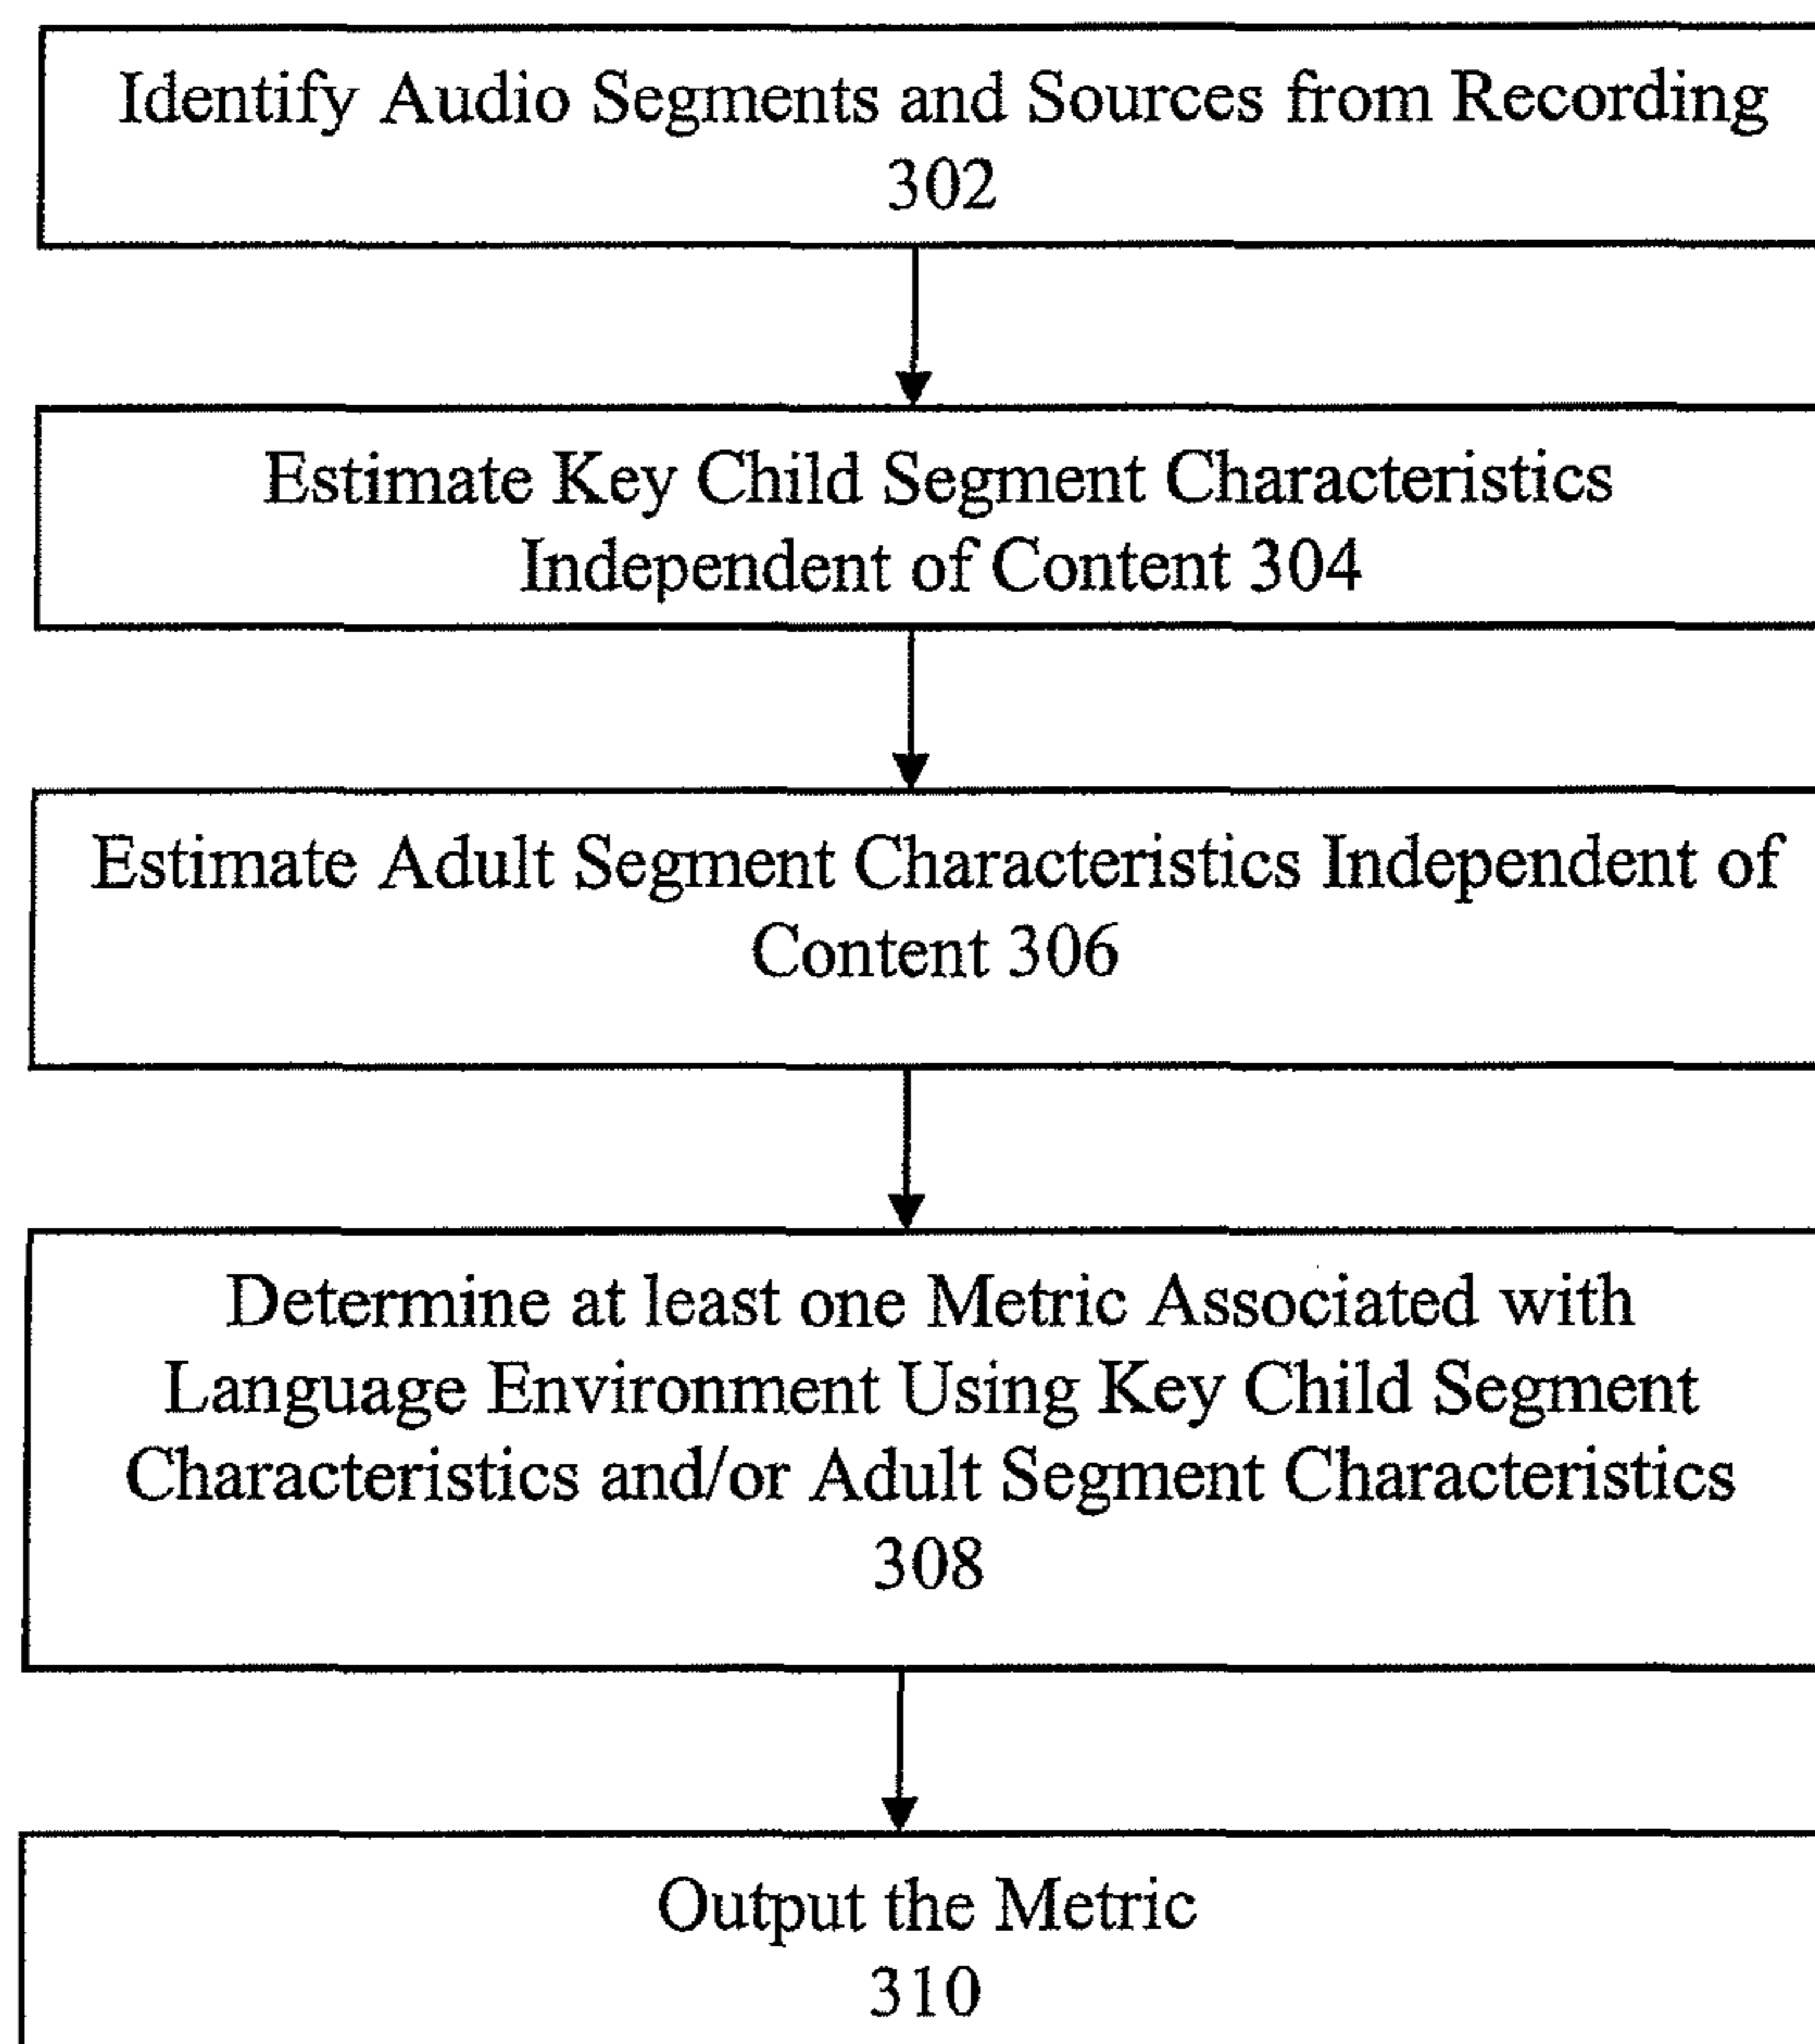 Identify Audio Segments and Sources from Recording
302
Estimate Key Child Segment Characteristics
Independent of Content 304
Estimate Adult Segment Characteristics Independent of
Content 306
Determine at least one Metric Associated with
Language Environment Using Key Child Segment
Characteristics and/or Adult Segment Characteristics
308
Output the Metric
310